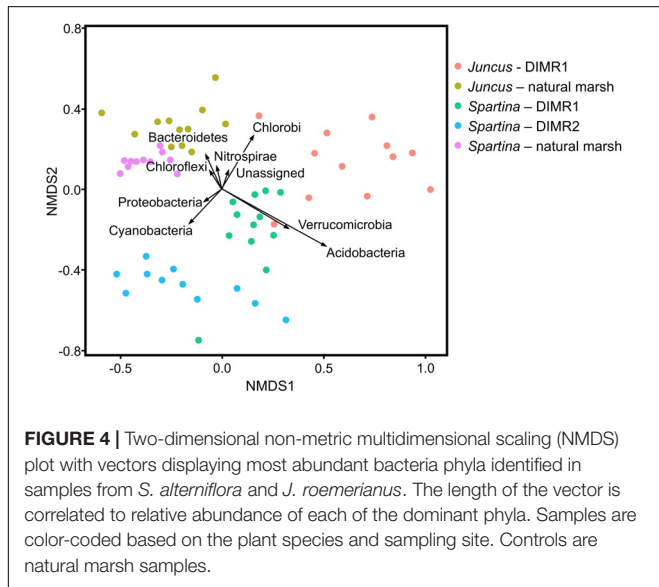 0.8
0.4
0.0
-0.4
-0.8
NMDS2
-0.5
0.0
0.5
1.0
NMDS1
Chlorobi
Bacteroidetes
Nitrospirae
Chloroflexi
Unassigned
Proteobacteria
Cyanobacteria
Verrucomicrobia
Acidobacteria
Juncus - DIMR1
Juncus – natural marsh
Spartina – DIMR1
Spartina – DIMR2
Spartina – natural marsh
FIGURE 4 | Two-dimensional non-metric multidimensional scaling (NMDS)
plot with vectors displaying most abundant bacteria phyla identified in
samples from S. alterniflora and J. roemerianus. The length of the vector is
correlated to relative abundance of each of the dominant phyla. Samples are
color-coded based on the plant species and sampling site. Controls are
natural marsh samples.